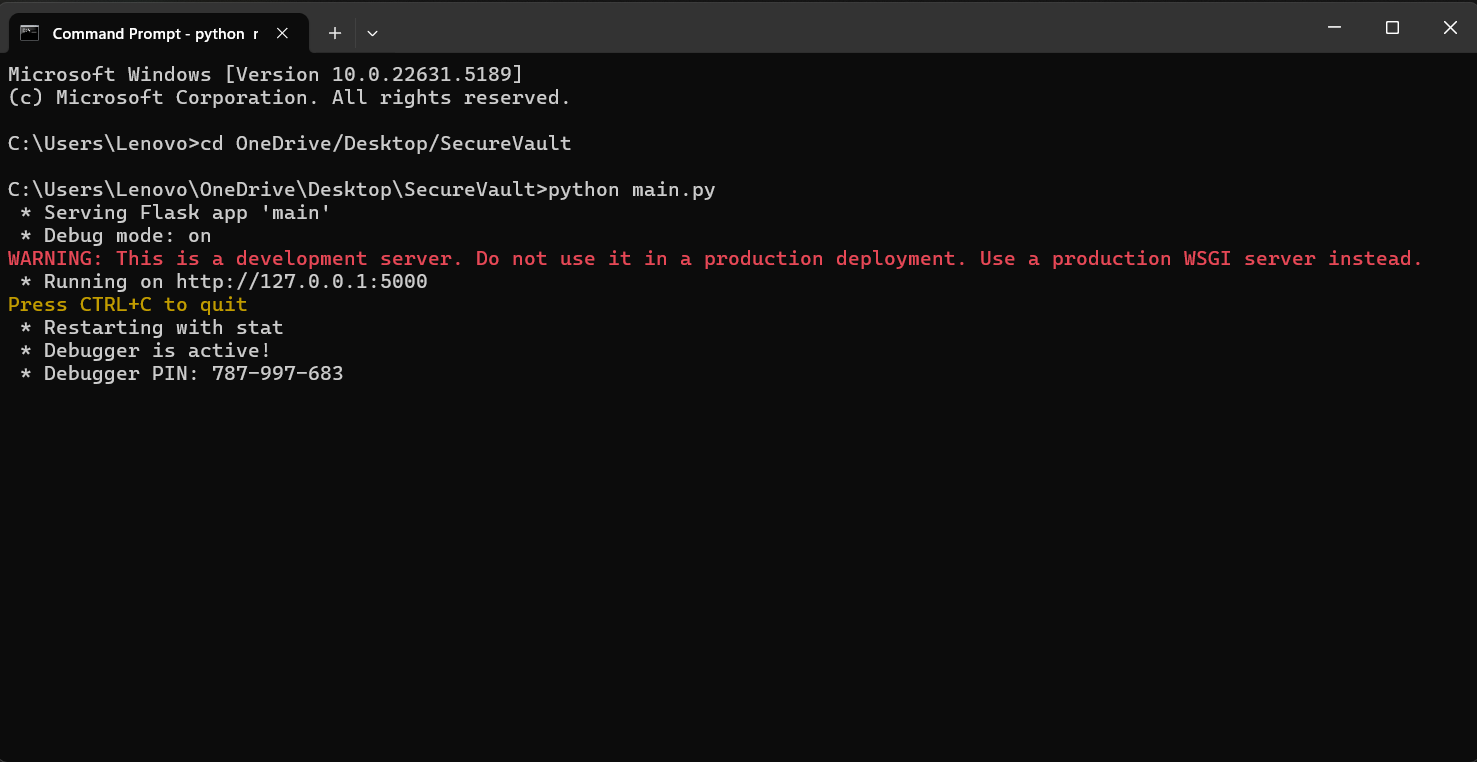 Command Prompt - python r
Microsoft Windows [Version 10.0.22631.5189]
(c) Microsoft Corporation. All rights reserved.
C:\Users\Lenovo>cd OneDrive/Desktop/SecureVault
C:\Users\Lenovo\OneDrive\Desktop\SecureVault>python main.py
* Serving Flask app 'main'
* Debug mode: on
WARNING: This is a development server. Do not use it in a production deployment. Use a production WSGI server instead.
* Running on http://127.0.0.1:5000
Press CTRL+C to quit
* Restarting with stat
* Debugger is active!
* Debugger PIN: 787-997-683